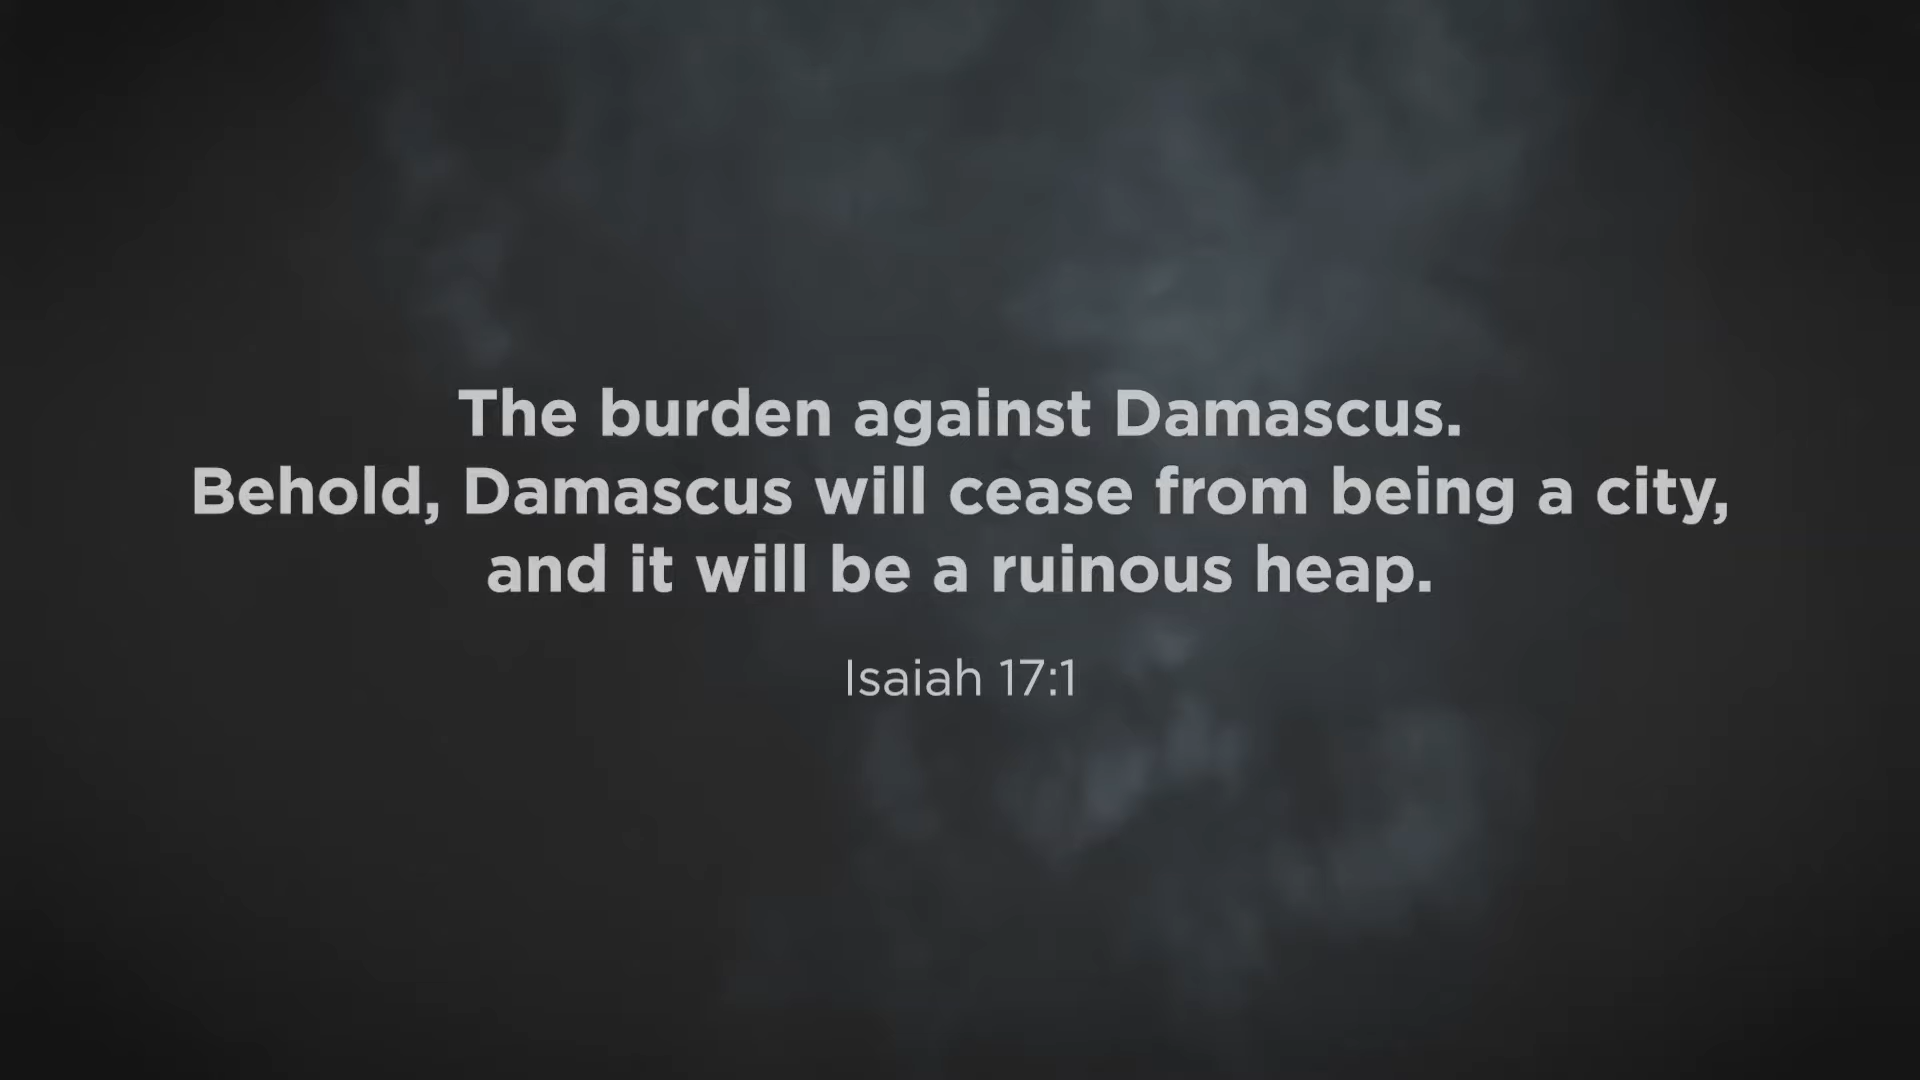 The burden against Damascus.
Behold, Damascus will cease from being a city,
and it will be a ruinous heap.
Isaiah 17:1